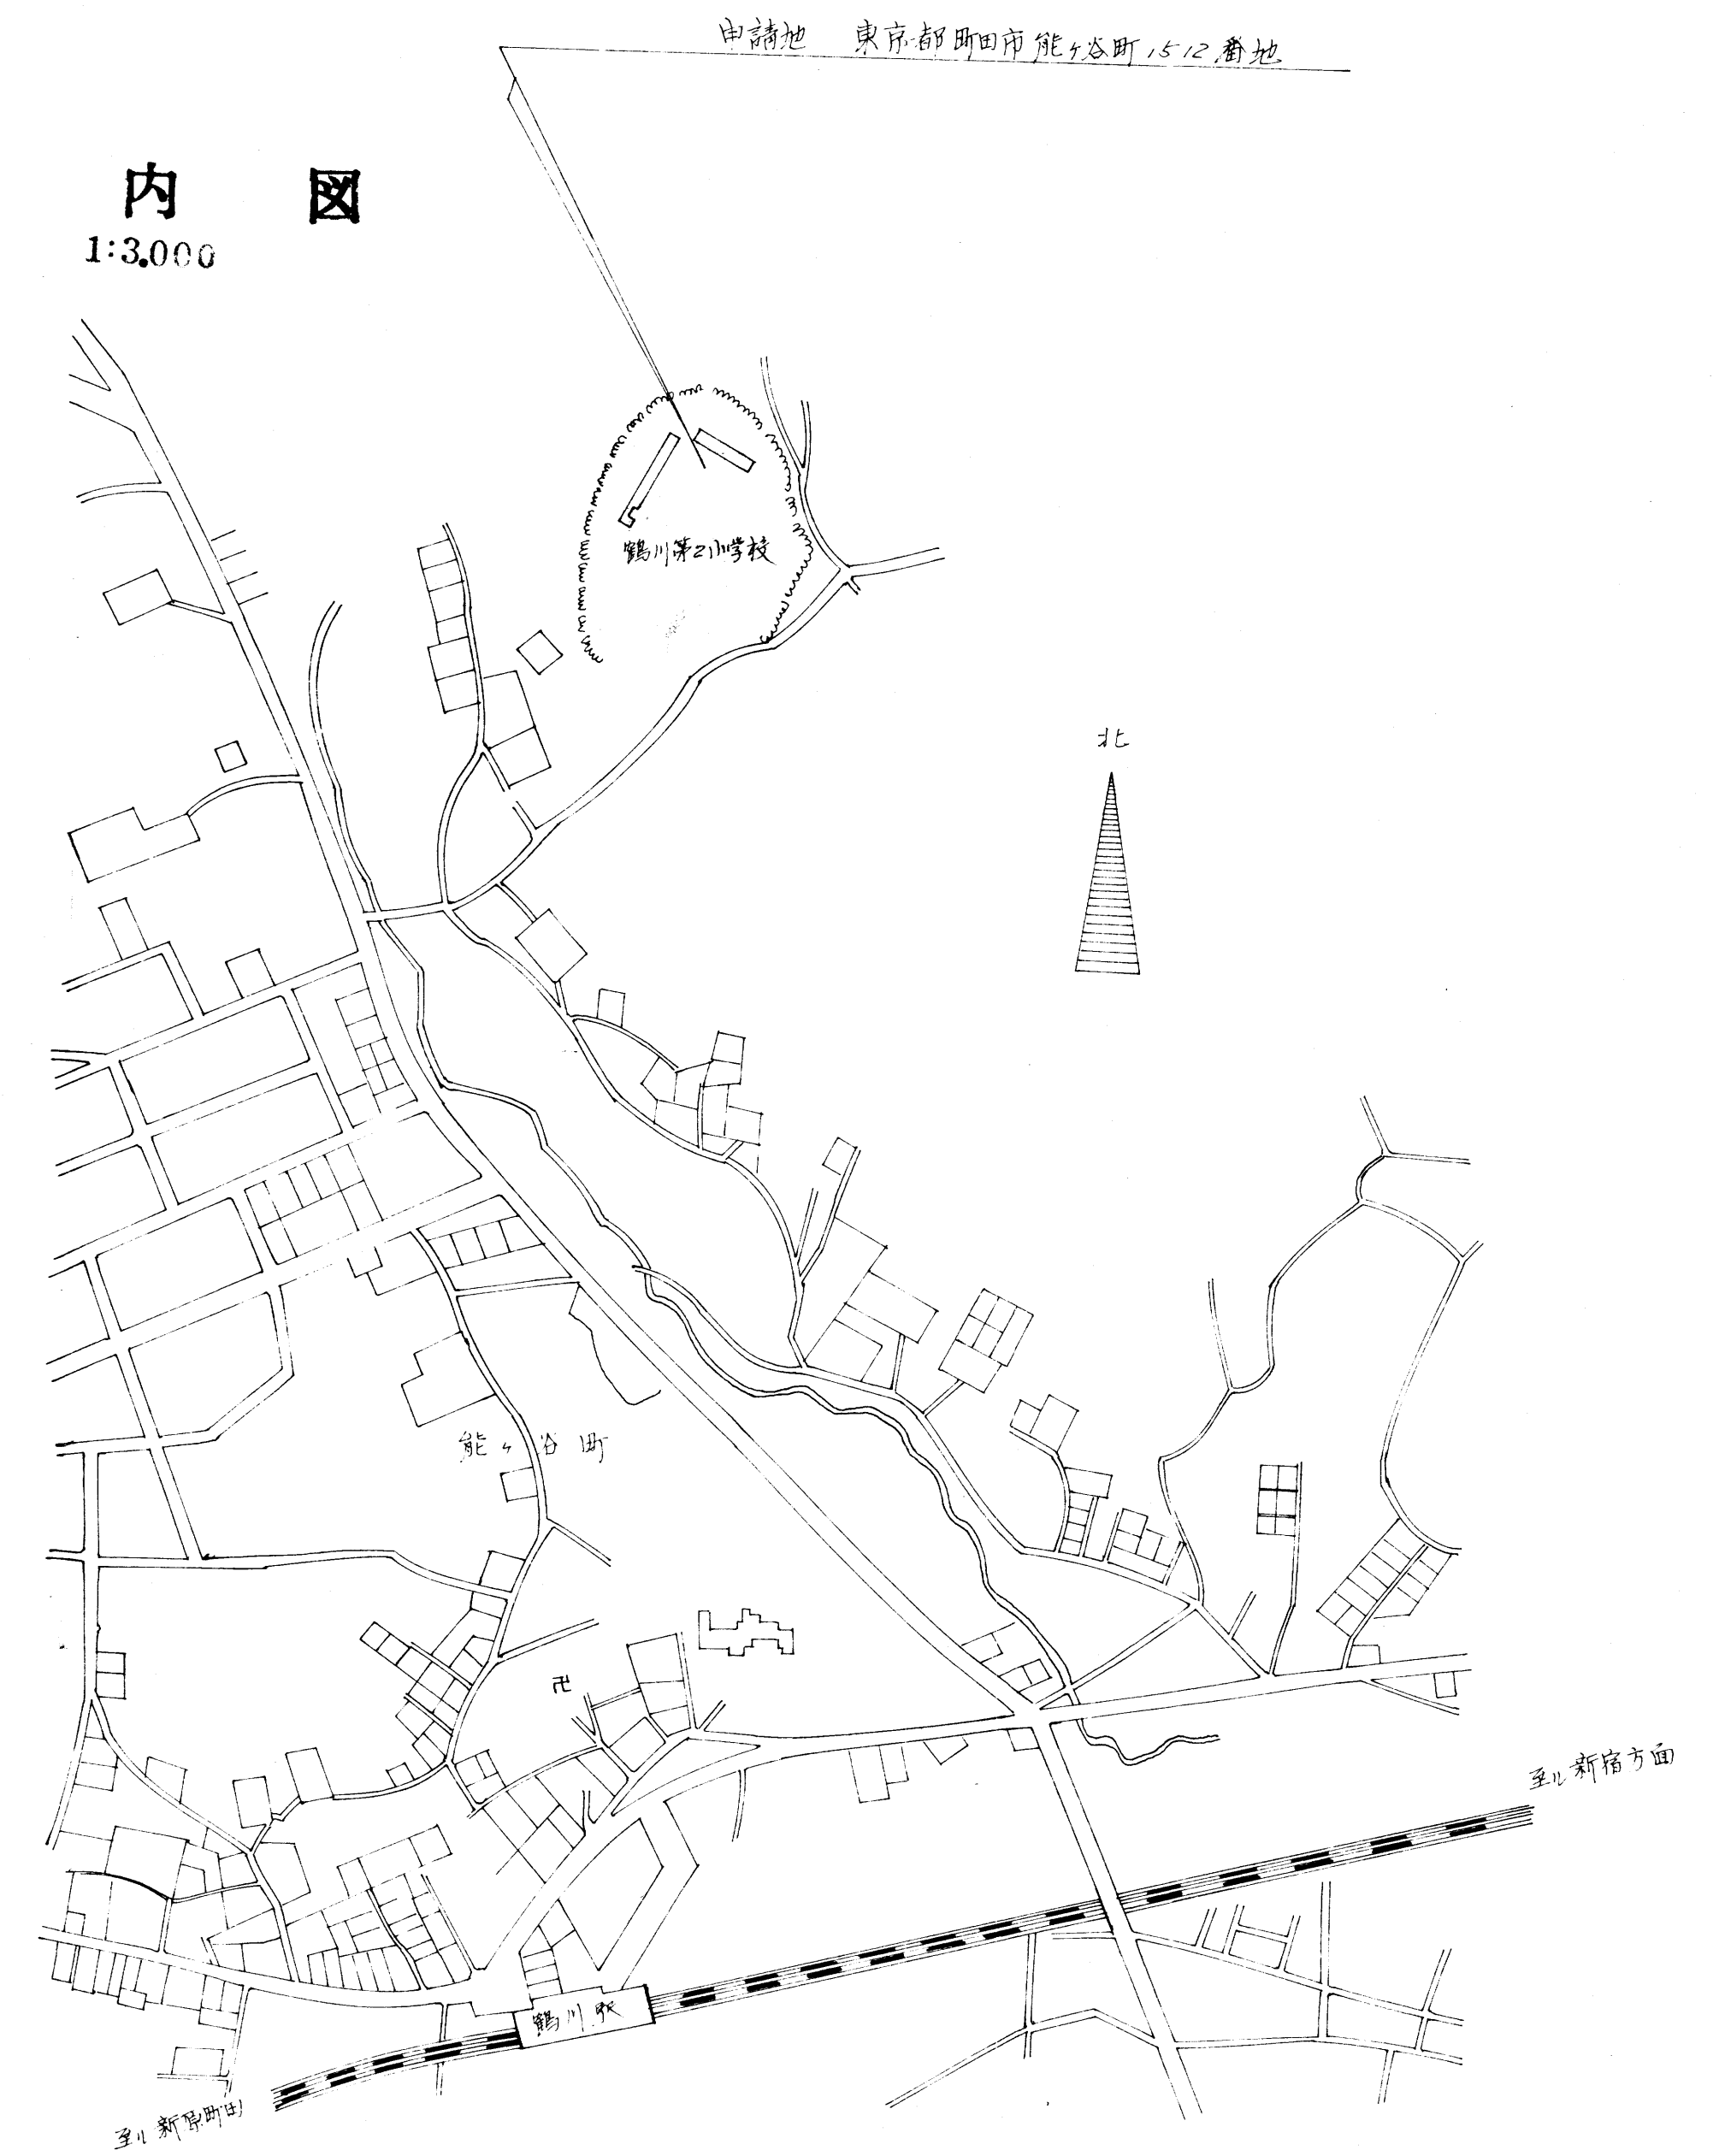 申請地 東京都町田市能ヶ谷町1512番地
内 図
1:3.000
鶴川第2小学校
北
能ヶ谷町
卍
至ル新宿方面
鶴川駅
至ル新原町田